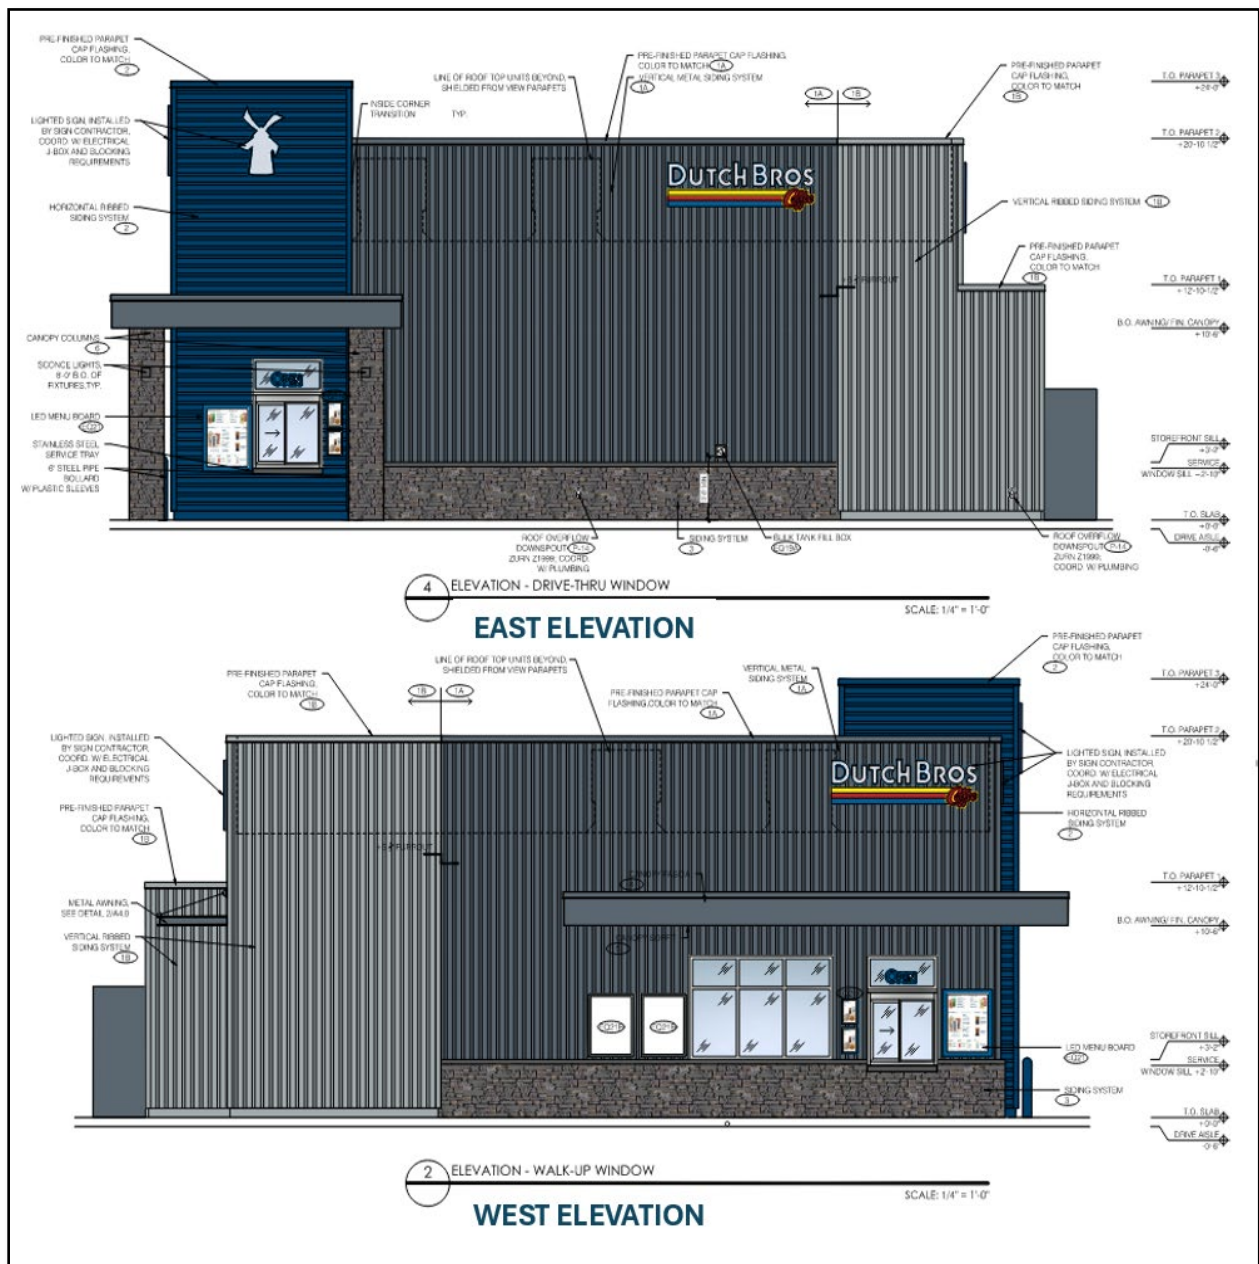 PRE-FINISHED PARAPET
CAP FLASHING,
COLOR TO MATCH
2
LIGHTED SIGN, INSTALLED
BY SIGN CONTRACTOR,
COORD. W/ ELECTRICAL
J-BOX AND BLOCKING
REQUIREMENTS
HORIZONTAL RIBBED
SIDING SYSTEM
2
CANOPY COLUMNS
6
SCONCE LIGHTS,
8'-0" B.O. OF
FIXTURES, TYP.
LED MENU BOARD
STAINLESS STEEL
SERVICE TRAY
6" STEEL PIPE
BOLLARD
W/ PLASTIC SLEEVES
INSIDE CORNER
TRANSITION TYP.
LINE OF ROOF TOP UNITS BEYOND,
SHIELDED FROM VIEW PARAPETS
PRE-FINISHED PARAPET CAP FLASHING,
COLOR TO MATCH 1A
VERTICAL METAL SIDING SYSTEM
1A
1A 1B
DUTCH BROS
OPEN
PRE-FINISHED PARAPET
CAP FLASHING,
COLOR TO MATCH
1B
VERTICAL RIBBED SIDING SYSTEM 1B
PRE-FINISHED PARAPET
CAP FLASHING,
COLOR TO MATCH
1B
T.O. PARAPET 3
+24'-0"
T.O. PARAPET 2
+20'-10 1/2"
T.O. PARAPET 1
+12'-10-1/2"
B.O. AWNING/ FIN. CANOPY
+10'-6"
STOREFRONT SILL
+3'-2"
SERVICE
WINDOW SILL +2'-10"
T.O. SLAB
+0'-0"
DRIVE AISLE
-0'-6"
ROOF OVERFLOW
DOWNSPOUT P-14
ZURN Z1999; COORD.
W/ PLUMBING
SIDING SYSTEM
3
BULK TANK FILL BOX
ROOF OVERFLOW
DOWNSPOUT P-14
ZURN Z1999;
COORD. W/ PLUMBING
4 ELEVATION - DRIVE-THRU WINDOW
SCALE: 1/4" = 1'-0"
EAST ELEVATION
PRE-FINISHED PARAPET
CAP FLASHING,
COLOR TO MATCH
1B
LINE OF ROOF TOP UNITS BEYOND,
SHIELDED FROM VIEW PARAPETS
1B 1A
PRE-FINISHED PARAPET CAP
FLASHING, COLOR TO MATCH
1A
VERTICAL METAL
SIDING SYSTEM
1A
PRE-FINISHED PARAPET
CAP FLASHING,
COLOR TO MATCH
2
LIGHTED SIGN, INSTALLED
BY SIGN CONTRACTOR,
COORD. W/ ELECTRICAL
J-BOX AND BLOCKING
REQUIREMENTS
PRE-FINISHED PARAPET
CAP FLASHING,
COLOR TO MATCH
1B
METAL AWNING,
SEE DETAIL 2/A4.0
VERTICAL RIBBED
SIDING SYSTEM
1B
DUTCH BROS
CANOPY FASCIA
CANOPY SOFFIT
OPEN
LIGHTED SIGN, INSTALLED
BY SIGN CONTRACTOR,
COORD. W/ ELECTRICAL
J-BOX AND BLOCKING
REQUIREMENTS
HORIZONTAL RIBBED
SIDING SYSTEM
2
LED MENU BOARD
SIDING SYSTEM
3
T.O. PARAPET 3
+24'-0"
T.O. PARAPET 2
+20'-10 1/2"
T.O. PARAPET 1
+12'-10-1/2"
B.O. AWNING/ FIN. CANOPY
+10'-6"
STOREFRONT SILL
+3'-2"
SERVICE
WINDOW SILL +2'-10"
T.O. SLAB
+0'-0"
DRIVE AISLE
-0'-6"
2 ELEVATION - WALK-UP WINDOW
SCALE: 1/4" = 1'-0"
WEST ELEVATION